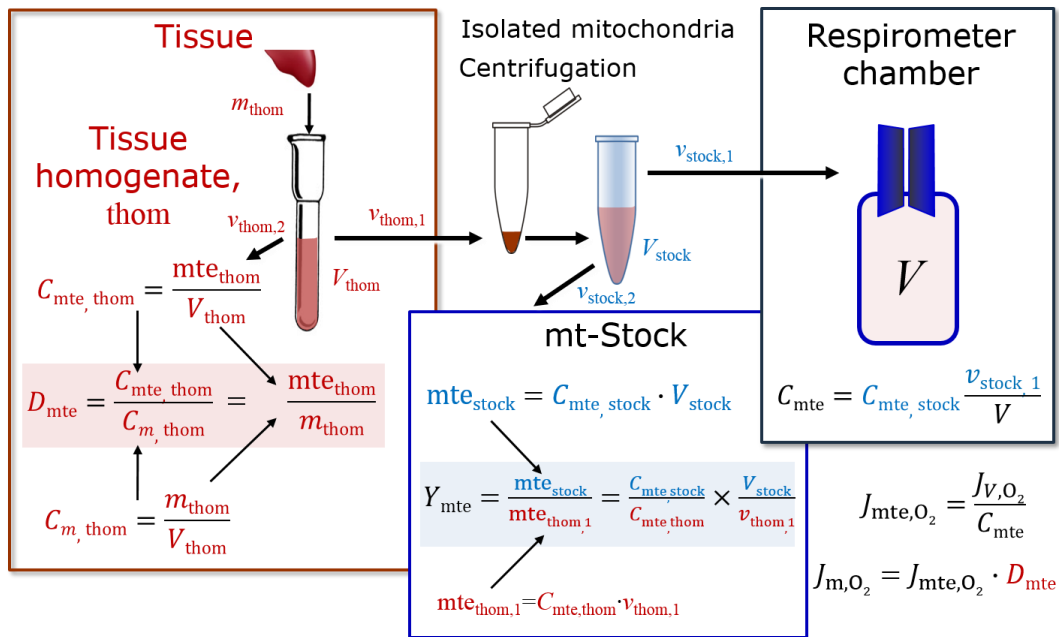 Tissue
m_thom
Tissue
homogenate,
thom
v_thom,2
v_thom,1
V_thom
C_mte, thom = mte_thom / V_thom
D_mte = C_mte, thom / C_m, thom = mte_thom / m_thom
C_m, thom = m_thom / V_thom
Isolated mitochondria
Centrifugation
v_stock,1
V_stock
v_stock,2
mt-Stock
mte_stock = C_mte, stock · V_stock
Y_mte = mte_stock / mte_thom,1 = C_mte,stock / C_mte,thom × V_stock / v_thom,1
mte_thom,1=C_mte,thom·v_thom,1
Respirometer
chamber
V
C_mte = C_mte, stock v_stock, 1 / V
J_mte,O₂ = J_V,O₂ / C_mte
J_m,O₂ = J_mte,O₂ · D_mte